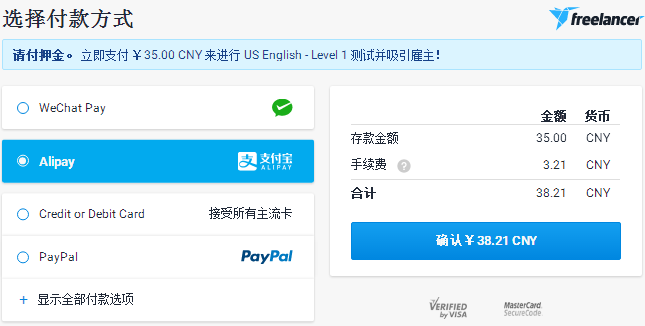 选择付款方式
freelancer
请付押金。 立即支付￥35.00 CNY 来进行 US English - Level 1 测试并吸引雇主!
WeChat Pay
Alipay 支 支付宝
ALIPAY
Credit or Debit Card 接受所有主流卡
PayPal PayPal
+ 显示全部付款选项
金额 货币
存款金额 35.00 CNY
手续费 ? 3.21 CNY
合计 38.21 CNY
确认￥38.21 CNY
VERIFIED
by VISA
MasterCard.
SecureCode